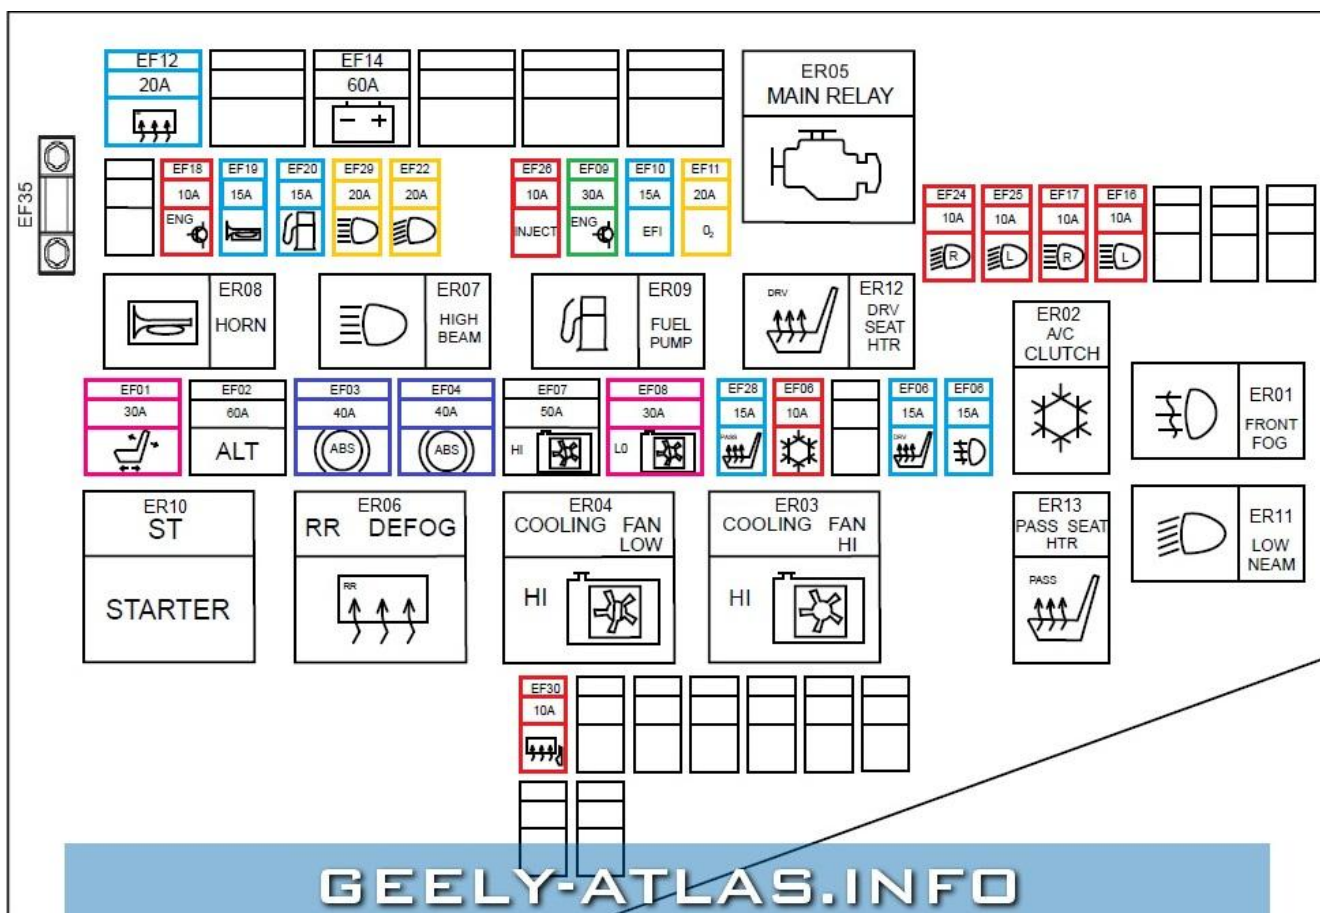 EF35
EF12
20A
EF14
60A
- +
ER05
MAIN RELAY
EF18
10A
ENG
EF19
15A
EF20
15A
EF29
20A
EF22
20A
EF26
10A
INJECT
EF09
30A
ENG
EF10
15A
EFI
EF11
20A
O₂
EF24
10A
R
EF25
10A
L
EF17
10A
R
EF16
10A
L
ER08
HORN
ER07
HIGH
BEAM
ER09
FUEL
PUMP
DRV
ER12
DRV
SEAT
HTR
ER02
A/C
CLUTCH
ER01
FRONT
FOG
EF01
30A
EF02
60A
ALT
EF03
40A
ABS
EF04
40A
ABS
EF07
50A
HI
EF08
30A
L0
EF28
15A
PASS
EF06
10A
EF06
15A
DRV
EF06
15A
ER10
ST
STARTER
ER06
RR DEFOG
RR
ER04
COOLING FAN
LOW
HI
ER03
COOLING FAN
HI
HI
ER13
PASS SEAT
HTR
PASS
ER11
LOW
NEAM
EF30
10A
GEELY-ATLAS.INFO